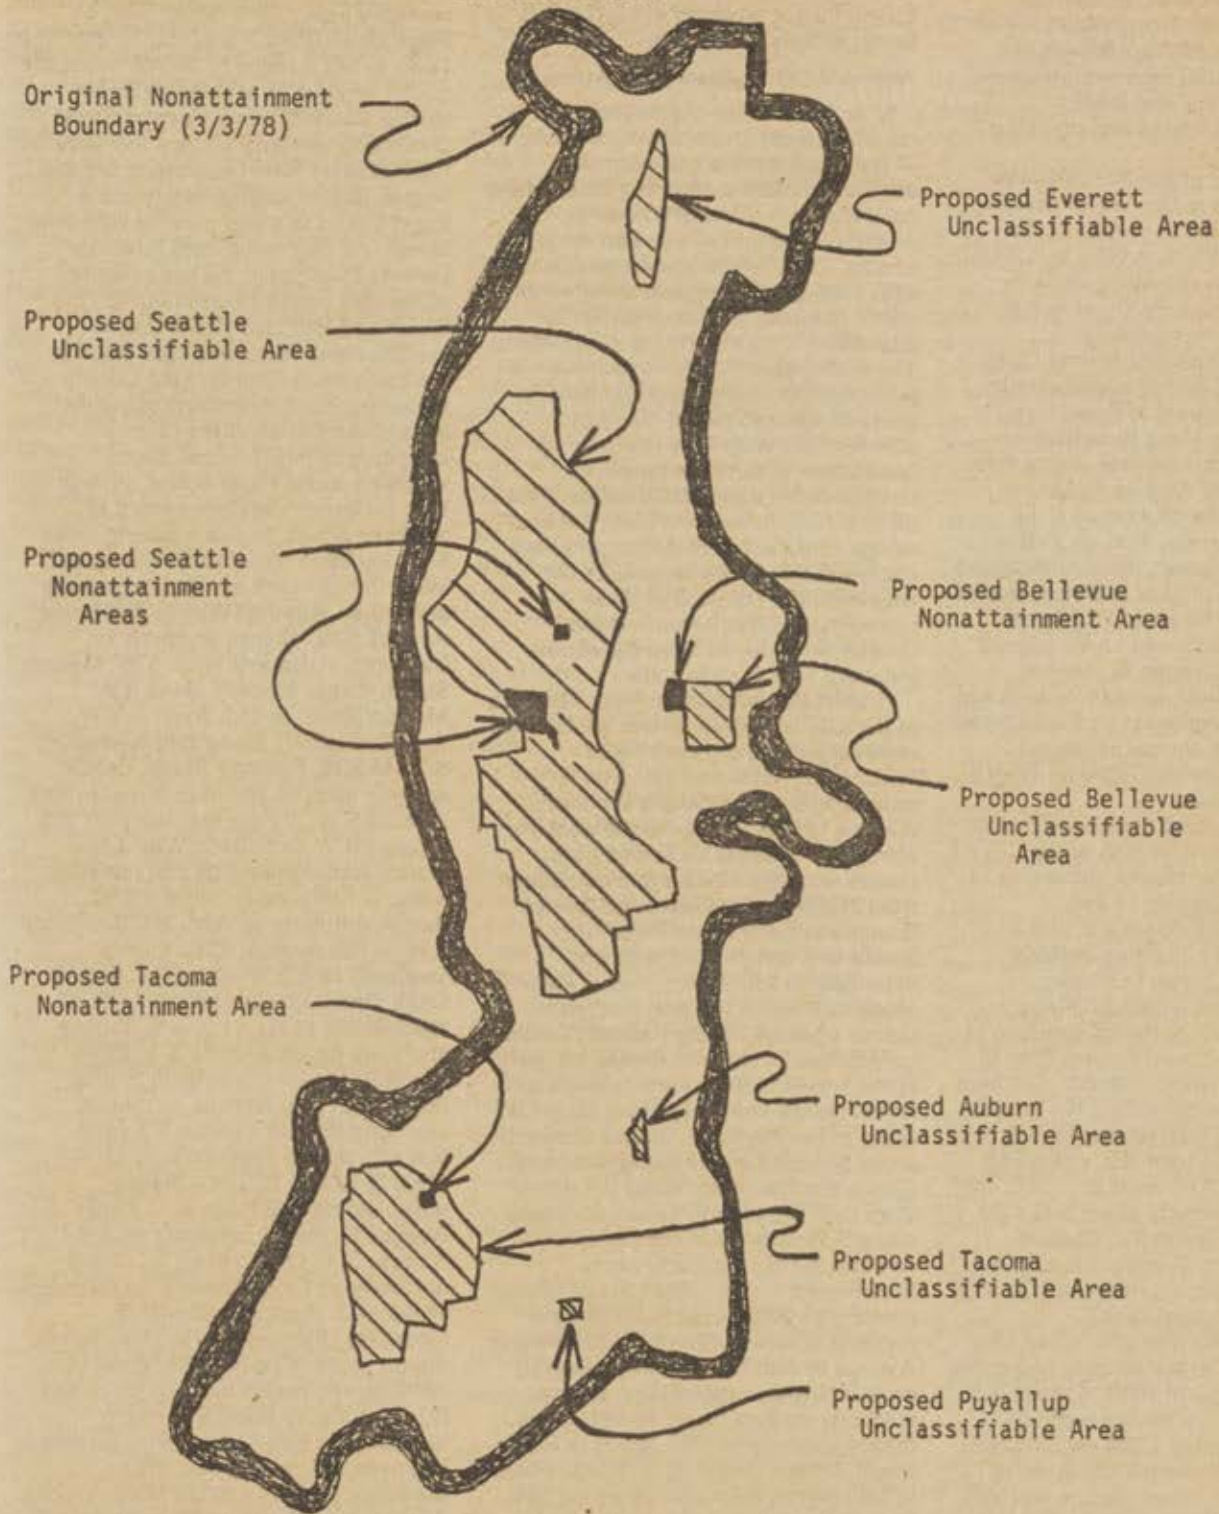 Original Nonattainment
Boundary (3/3/78)
Proposed Everett
Unclassifiable Area
Proposed Seattle
Unclassifiable Area
Proposed Seattle
Nonattainment
Areas
Proposed Bellevue
Nonattainment Area
Proposed Bellevue
Unclassifiable
Area
Proposed Tacoma
Nonattainment Area
Proposed Auburn
Unclassifiable Area
Proposed Tacoma
Unclassifiable Area
Proposed Puyallup
Unclassifiable Area